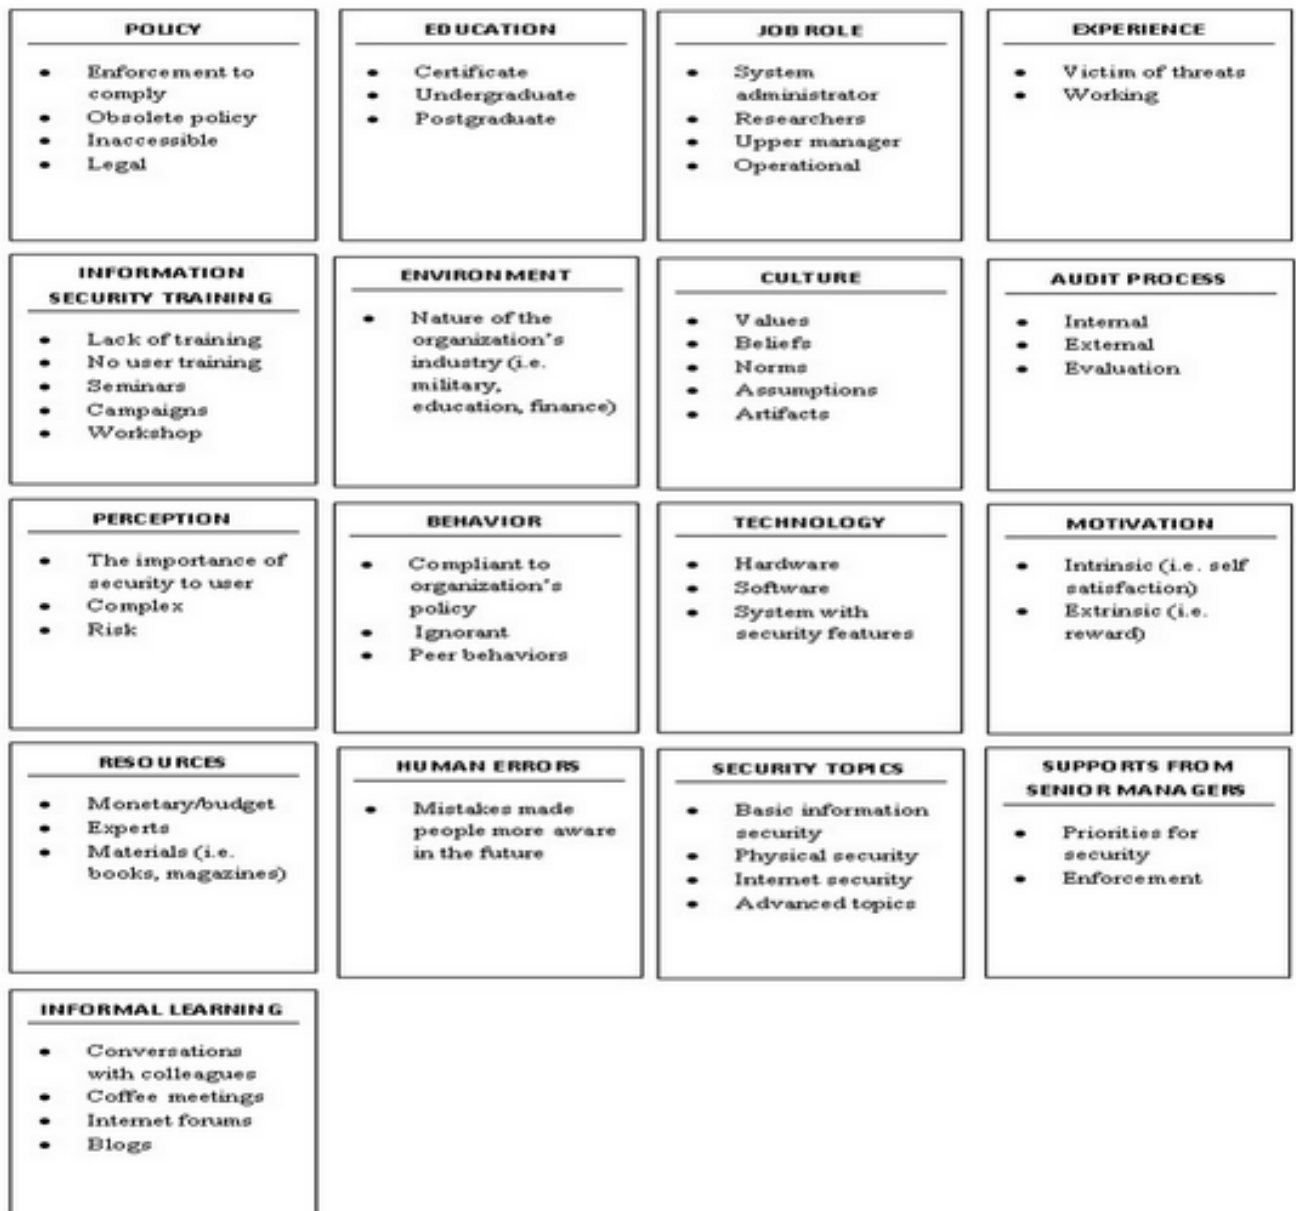 POLICY
• Enforcement to
comply
• Obsolete policy
• Inaccessible
• Legal
EDUCATION
• Certificate
• Undergraduate
• Postgraduate
JOB ROLE
• System
administrator
• Researchers
• Upper manager
• Operational
EXPERIENCE
• Victim of threats
• Working
INFORMATION
SECURITY TRAINING
• Lack of training
• No user training
• Seminars
• Campaigns
• Workshop
ENVIRONMENT
• Nature of the
organization's
industry (i.e.
military,
education, finance)
CULTURE
• Values
• Beliefs
• Norms
• Assumptions
• Artifacts
AUDIT PROCESS
• Internal
• External
• Evaluation
PERCEPTION
• The importance of
security to user
• Complex
• Risk
BEHAVIOR
• Compliant to
organization's
policy
• Ignorant
• Peer behaviors
TECHNOLOGY
• Hardware
• Software
• System with
security features
MOTIVATION
• Intrinsic (i.e. self
satisfaction)
• Extrinsic (i.e.
reward)
RESOURCES
• Monetary/budget
• Experts
• Materials (i.e.
books, magazines)
HUMAN ERRORS
• Mistakes made
people more aware
in the future
SECURITY TOPICS
• Basic information
security
• Physical security
• Internet security
• Advanced topics
SUPPORTS FROM
SENIOR MANAGERS
• Priorities for
security
• Enforcement
INFORMAL LEARNING
• Conversations
with colleagues
• Coffee meetings
• Internet forums
• Blogs